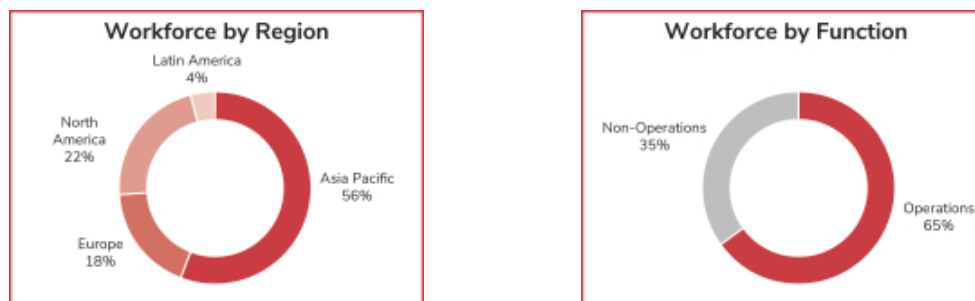 Workforce by Region
Latin America
4%
North
America
22%
Asia Pacific
56%
Europe
18%
Workforce by Function
Non-Operations
35%
Operations
65%